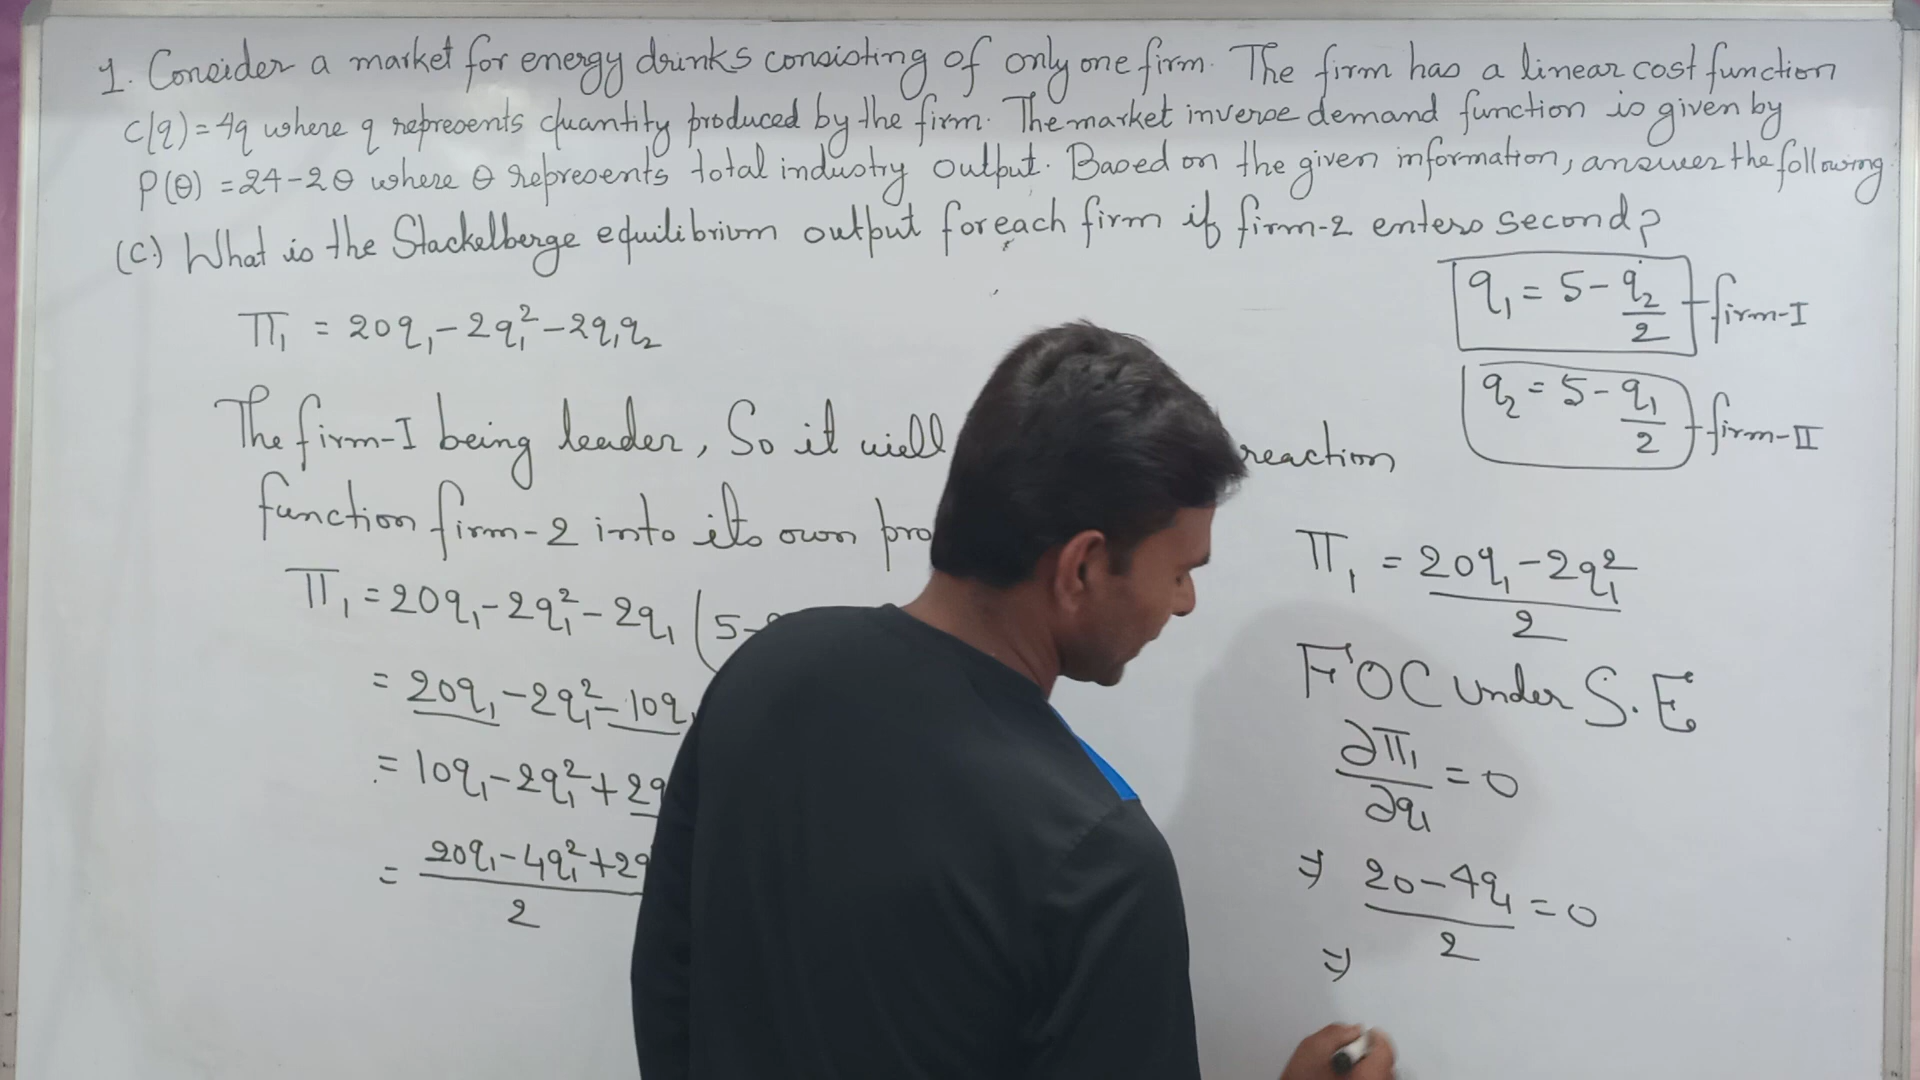 1. Consider a market for energy drinks consisting of only one firm. The firm has a linear cost function
C(q) = 4q where q represents quantity produced by the firm. The market inverse demand function is given by
P(θ) = 24-2θ where θ represents total industry output. Based on the given information, answer the following.
(C.) What is the Stackelberge equilibrium output for each firm if firm-2 enters second?
q₁ = 5 - q₂/2 firm-I
q₂ = 5 - q₁/2 firm-II
π₁ = 20q₁ - 2q₁² - 2q₁q₂
The firm-I being leader, So it will reaction
function firm-2 into its own
π₁ = 20q₁ - 2q₁² - 2q₁ (5-
= 20q₁ - 2q₁² - 10q₁
= 10q₁ - 2q₁² + 2q
= 20q₁ - 4q₁² + 2q / 2
π₁ = 20q₁ - 2q₁² / 2
FOC under S.E
∂π₁/∂q₁ = 0
⇒ 20 - 4q₁ / 2 = 0
⇒